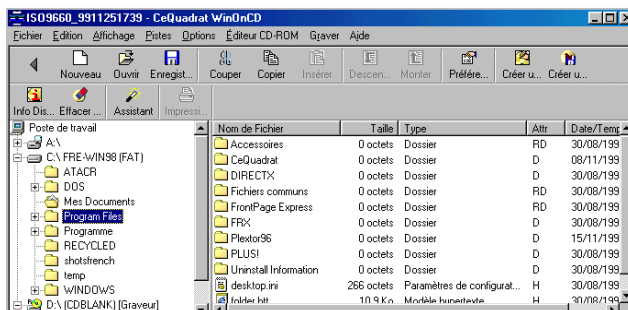 ISO9660_9911251739 - CeQuadrat WinOnCD
Fichier Edition Affichage Pistes Options Éditeur CD-ROM Graver Aide
Nouveau Ouvrir Enregist... Couper Copier Insérer Descen... Monter Préfére... Créer u... Créer u...
Info Dis... Effacer ... Assistant Impressi...
Poste de travail
A:\
C:\ FRE-WIN98 (FAT)
ATACR
DOS
Mes Documents
Program Files
Programme
RECYCLED
shotsfrench
temp
WINDOWS
D:\ (CDBLANK) [Graveur]
Nom de Fichier Taille Type Attr Date/Temp
Accessoires 0 octets Dossier RD 30/08/199
CeQuadrat 0 octets Dossier D 08/11/199
DIRECTX 0 octets Dossier D 30/08/199
Fichiers communs 0 octets Dossier RD 30/08/199
FrontPage Express 0 octets Dossier RD 30/08/199
FRX 0 octets Dossier D 30/08/199
Plextor96 0 octets Dossier D 15/11/199
PLUS! 0 octets Dossier D 30/08/199
Uninstall Information 0 octets Dossier D 30/08/199
desktop.ini 266 octets Paramètres de configurat... H 30/08/199
folder.htt 10,9 Ko Modèle hypertexte H 30/08/199